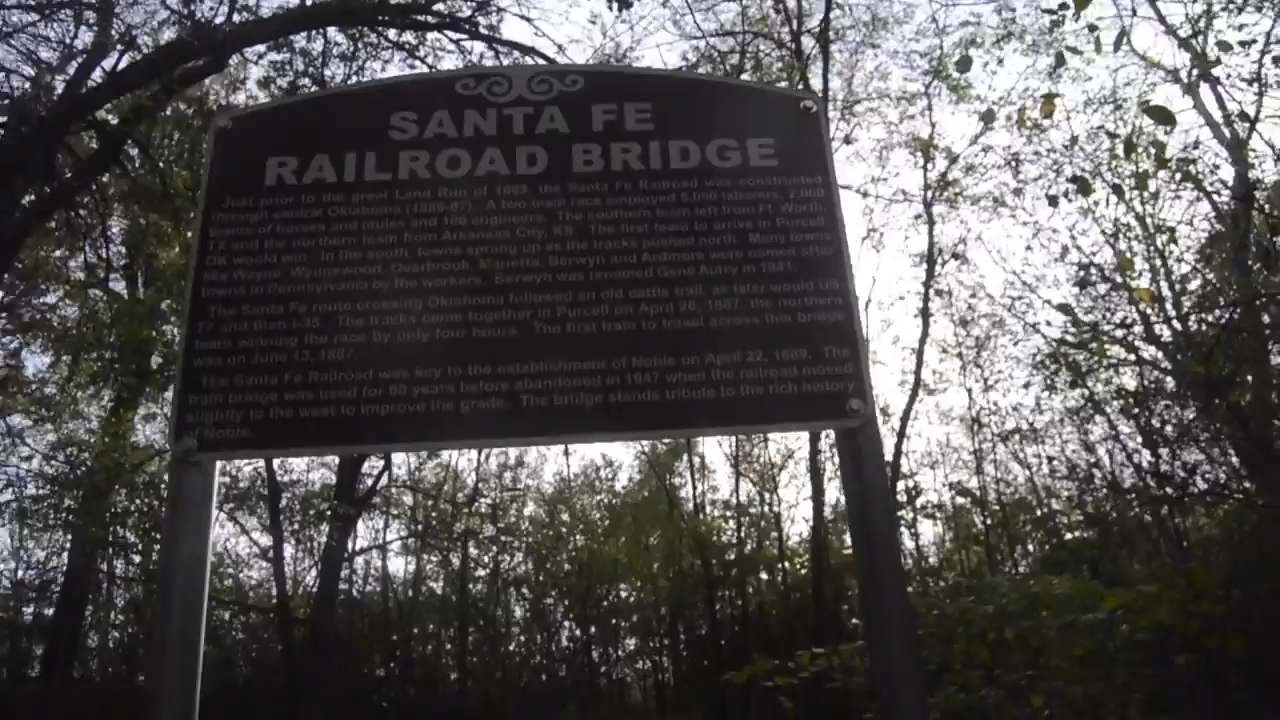 SANTA FE
RAILROAD BRIDGE
Just prior to the great Land Run of 1889, the Santa Fe Railroad was constructed
through central Oklahoma (1886-87). A two team race employed 5,000 laborers, 2,000
teams of horses and mules and 100 engineers. The southern team left from Ft. Worth,
TX and the northern team from Arkansas City, KS. The first team to arrive in Purcell
OK would win. In the south, towns sprung up as the tracks pushed north. Many towns
like Wayne, Wynnewood, Overbrook, Marietta, Berwyn and Ardmore were named after
towns in Pennsylvania by the workers. Berwyn was renamed Gene Autry in 1941.
The Santa Fe route crossing Oklahoma followed an old cattle trail, as later would US
77 and then I-35. The tracks came together in Purcell on April 26, 1887, the northern
team winning the race by only four hours. The first train to travel across this bridge
was on June 13, 1887.
The Santa Fe Railroad was key to the establishment of Noble on April 22, 1889. The
train bridge was used for 60 years before abandoned in 1947 when the railroad moved
slightly to the west to improve the grade. The bridge stands tribute to the rich history
of Noble.